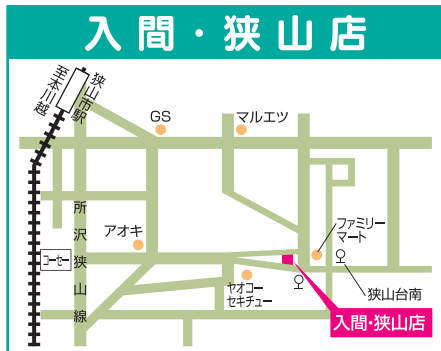 入間・狭山店
狭山市駅
至本川越
GS
マルエツ
所沢狭山線
アオキ
コーセー
ファミリー
マート
ヤオコー
セキチュー
狭山台南
入間・狭山店